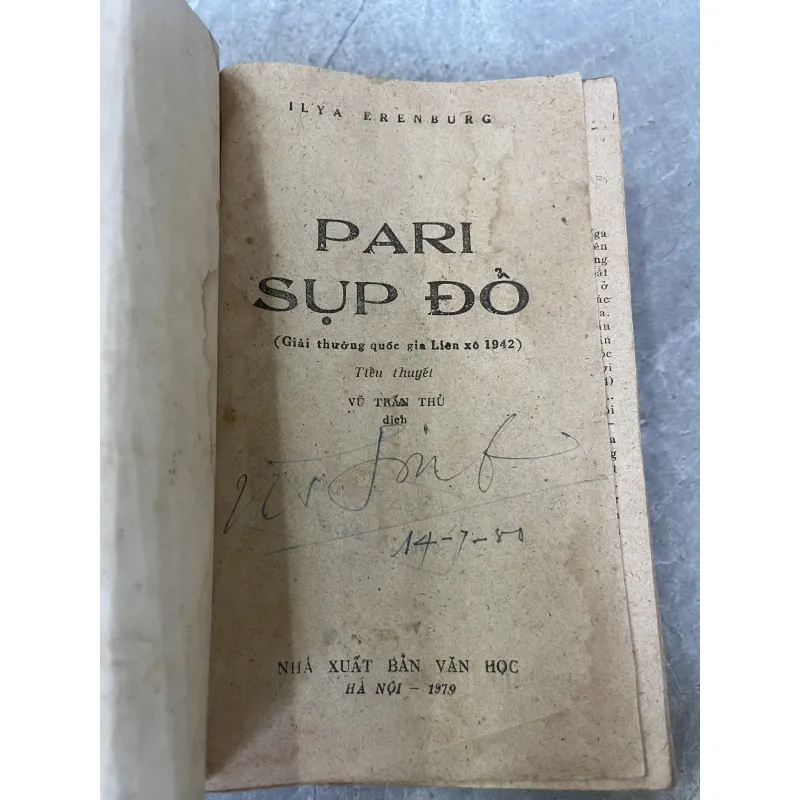 ILYA ERENBURG
PARI
SỤP ĐỔ
(Giải thưởng quốc gia Liên xô 1942)
Tiểu thuyết
VŨ TRẤN THỦ
dịch
14-7-80
NHÀ XUẤT BẢN VĂN HỌC
HÀ NỘI - 1979